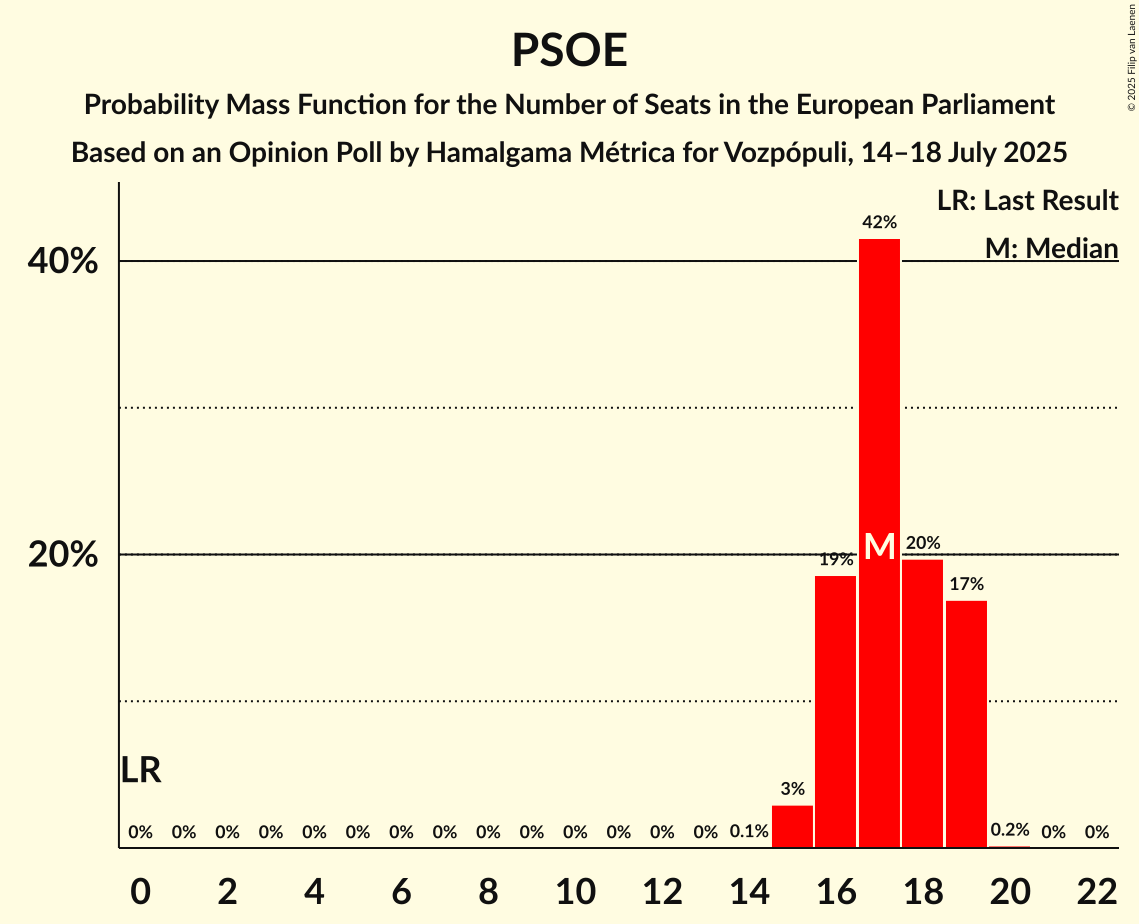 PSOE
Probability Mass Function for the Number of Seats in the European Parliament
Based on an Opinion Poll by Hamalgama Métrica for Vozpópuli, 14–18 July 2025
© 2025 Filip van Laenen
LR: Last Result
M: Median
42%
40%
20%
M
20%
19%
17%
LR
3%
0% 0% 0% 0% 0% 0% 0% 0% 0% 0% 0% 0% 0% 0% 0.1% 0.2% 0% 0%
0 2 4 6 8 10 12 14 16 18 20 22